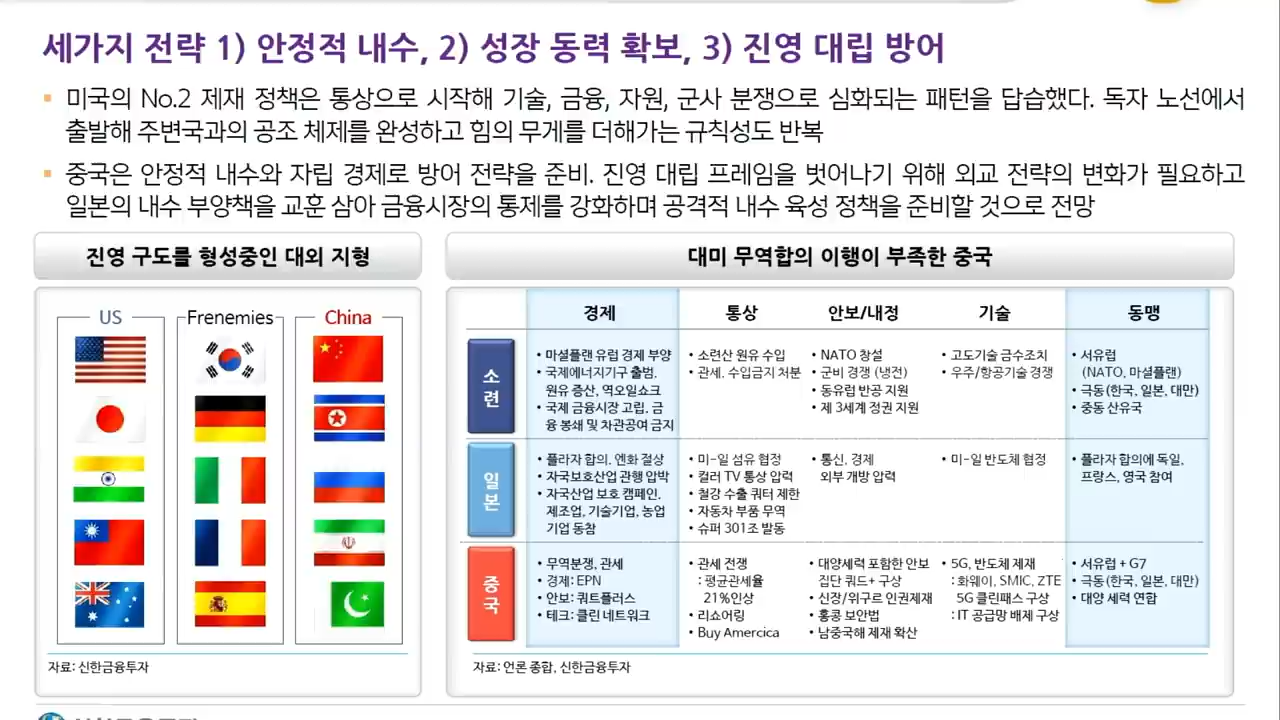 세가지 전략 1) 안정적 내수, 2) 성장 동력 확보, 3) 진영 대립 방어
▪ 미국의 No.2 제재 정책은 통상으로 시작해 기술, 금융, 자원, 군사 분쟁으로 심화되는 패턴을 답습했다. 독자 노선에서
출발해 주변국과의 공조 체제를 완성하고 힘의 무게를 더해가는 규칙성도 반복
▪ 중국은 안정적 내수와 자립 경제로 방어 전략을 준비. 진영 대립 프레임을 벗어나기 위해 외교 전략의 변화가 필요하고
일본의 내수 부양책을 교훈 삼아 금융시장의 통제를 강화하며 공격적 내수 육성 정책을 준비할 것으로 전망
진영 구도를 형성중인 대외 지형
US
Frenemies
China
자료: 신한금융투자
대미 무역합의 이행이 부족한 중국
경제
통상
안보/내정
기술
동맹
소련
• 마셜플랜 유럽 경제 부양
• 국제에너지기구 출범,
원유 증산, 역오일쇼크
• 국제 금융시장 고립, 금
융 봉쇄 및 차관공여 금지
• 소련산 원유 수입
• 관세, 수입금지 처분
• NATO 창설
• 군비 경쟁 (냉전)
• 동유럽 반공 지원
• 제 3세계 정권 지원
• 고도기술 금수조치
• 우주/항공기술 경쟁
• 서유럽
(NATO, 마셜플랜)
• 극동(한국, 일본, 대만)
• 중동 산유국
일본
• 플라자 합의, 엔화 절상
• 자국보호산업 관행 압박
• 자국산업 보호 캠페인,
제조업, 기술기업, 농업
기업 동참
• 미-일 섬유 협정
• 컬러 TV 통상 압력
• 철강 수출 쿼터 제한
• 자동차 부품 무역
• 슈퍼 301조 발동
• 통신, 경제
외부 개방 압력
• 미-일 반도체 협정
• 플라자 합의에 독일,
프랑스, 영국 참여
중국
• 무역분쟁, 관세
• 경제: EPN
• 안보: 쿼트플러스
• 테크: 클린 네트워크
• 관세 전쟁
: 평균관세율
21%인상
• 리쇼어링
• Buy Amercica
• 대양세력 포함한 안보
집단 쿼드+ 구상
• 신장/위구르 인권제재
• 홍콩 보안법
• 남중국해 제재 확산
• 5G, 반도체 제재
: 화웨이, SMIC, ZTE
5G 클린패스 구상
: IT 공급망 배제 구상
• 서유럽 + G7
• 극동(한국, 일본, 대만)
• 대양 세력 연합
자료: 언론 종합, 신한금융투자